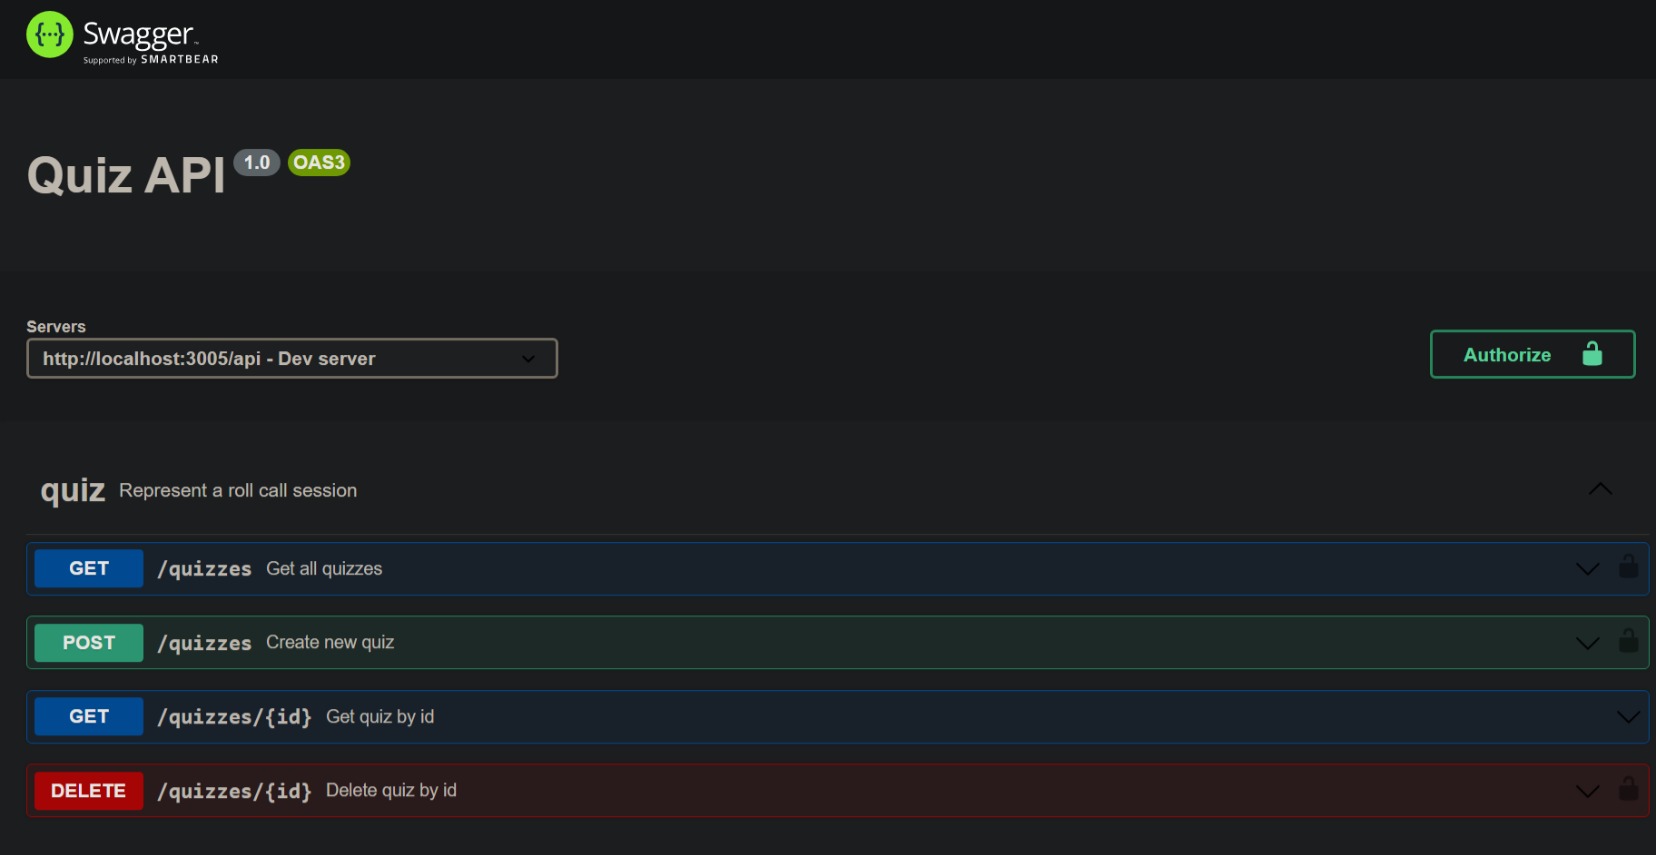 {···} Swagger™
Supported by SMARTBEAR
Quiz API 1.0 OAS3
Servers
http://localhost:3005/api - Dev server
Authorize
quiz Represent a roll call session
GET /quizzes Get all quizzes
POST /quizzes Create new quiz
GET /quizzes/{id} Get quiz by id
DELETE /quizzes/{id} Delete quiz by id